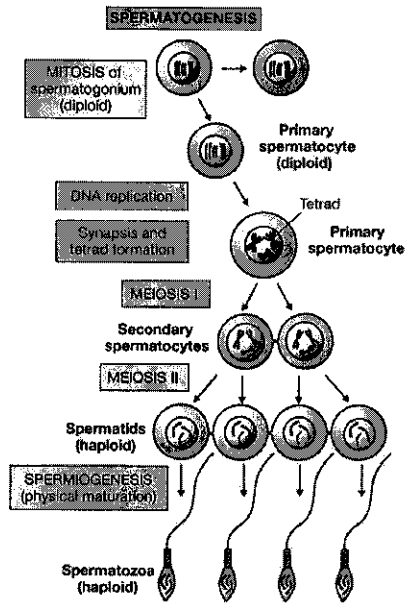 SPERMATOGENESIS
MITOSIS of
spermatogonium
(diploid)
Primary
spermatocyte
(diploid)
DNA replication
Synapsis and
tetrad formation
Tetrad
Primary
spermatocyte
MEIOSIS I
Secondary
spermatocytes
MEIOSIS II
Spermatids
(haploid)
SPERMIOGENESIS
(physical maturation)
Spermatozoa
(haploid)